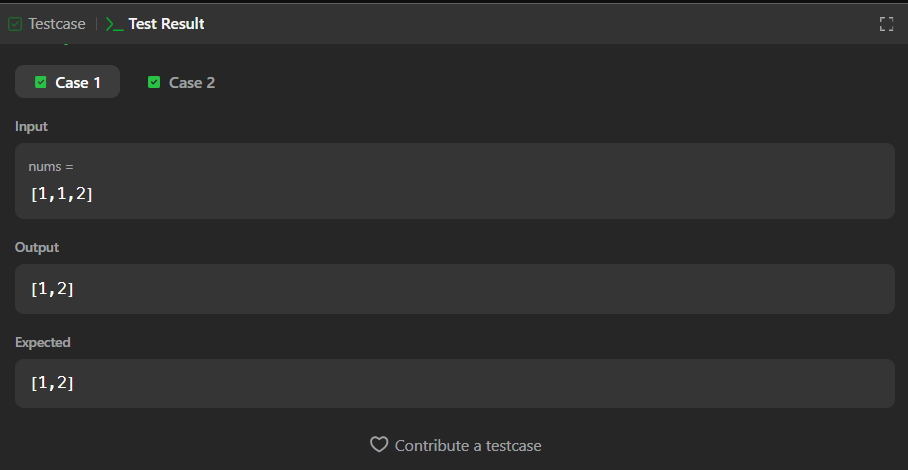 Testcase | >_ Test Result
Case 1 Case 2
Input
nums =
[1,1,2]
Output
[1,2]
Expected
[1,2]
Contribute a testcase